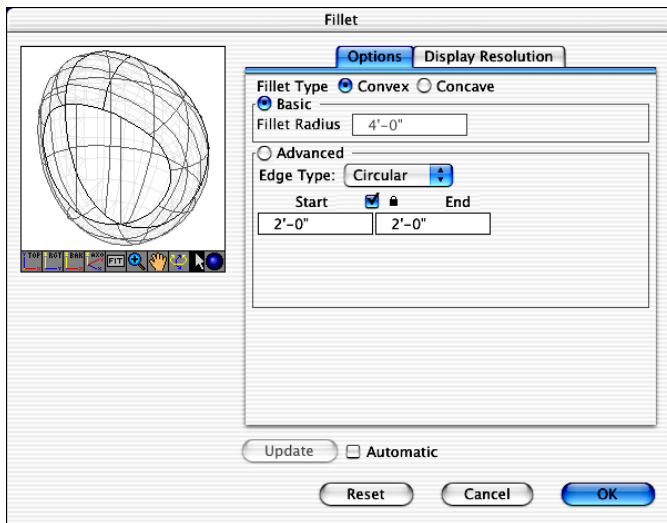 Fillet
Options Display Resolution
Fillet Type Convex Concave
Basic
Fillet Radius 4'-0"
Advanced
Edge Type: Circular
Start End
2'-0" 2'-0"
TOP RGT BAK AXO FIT
Update Automatic
Reset Cancel OK